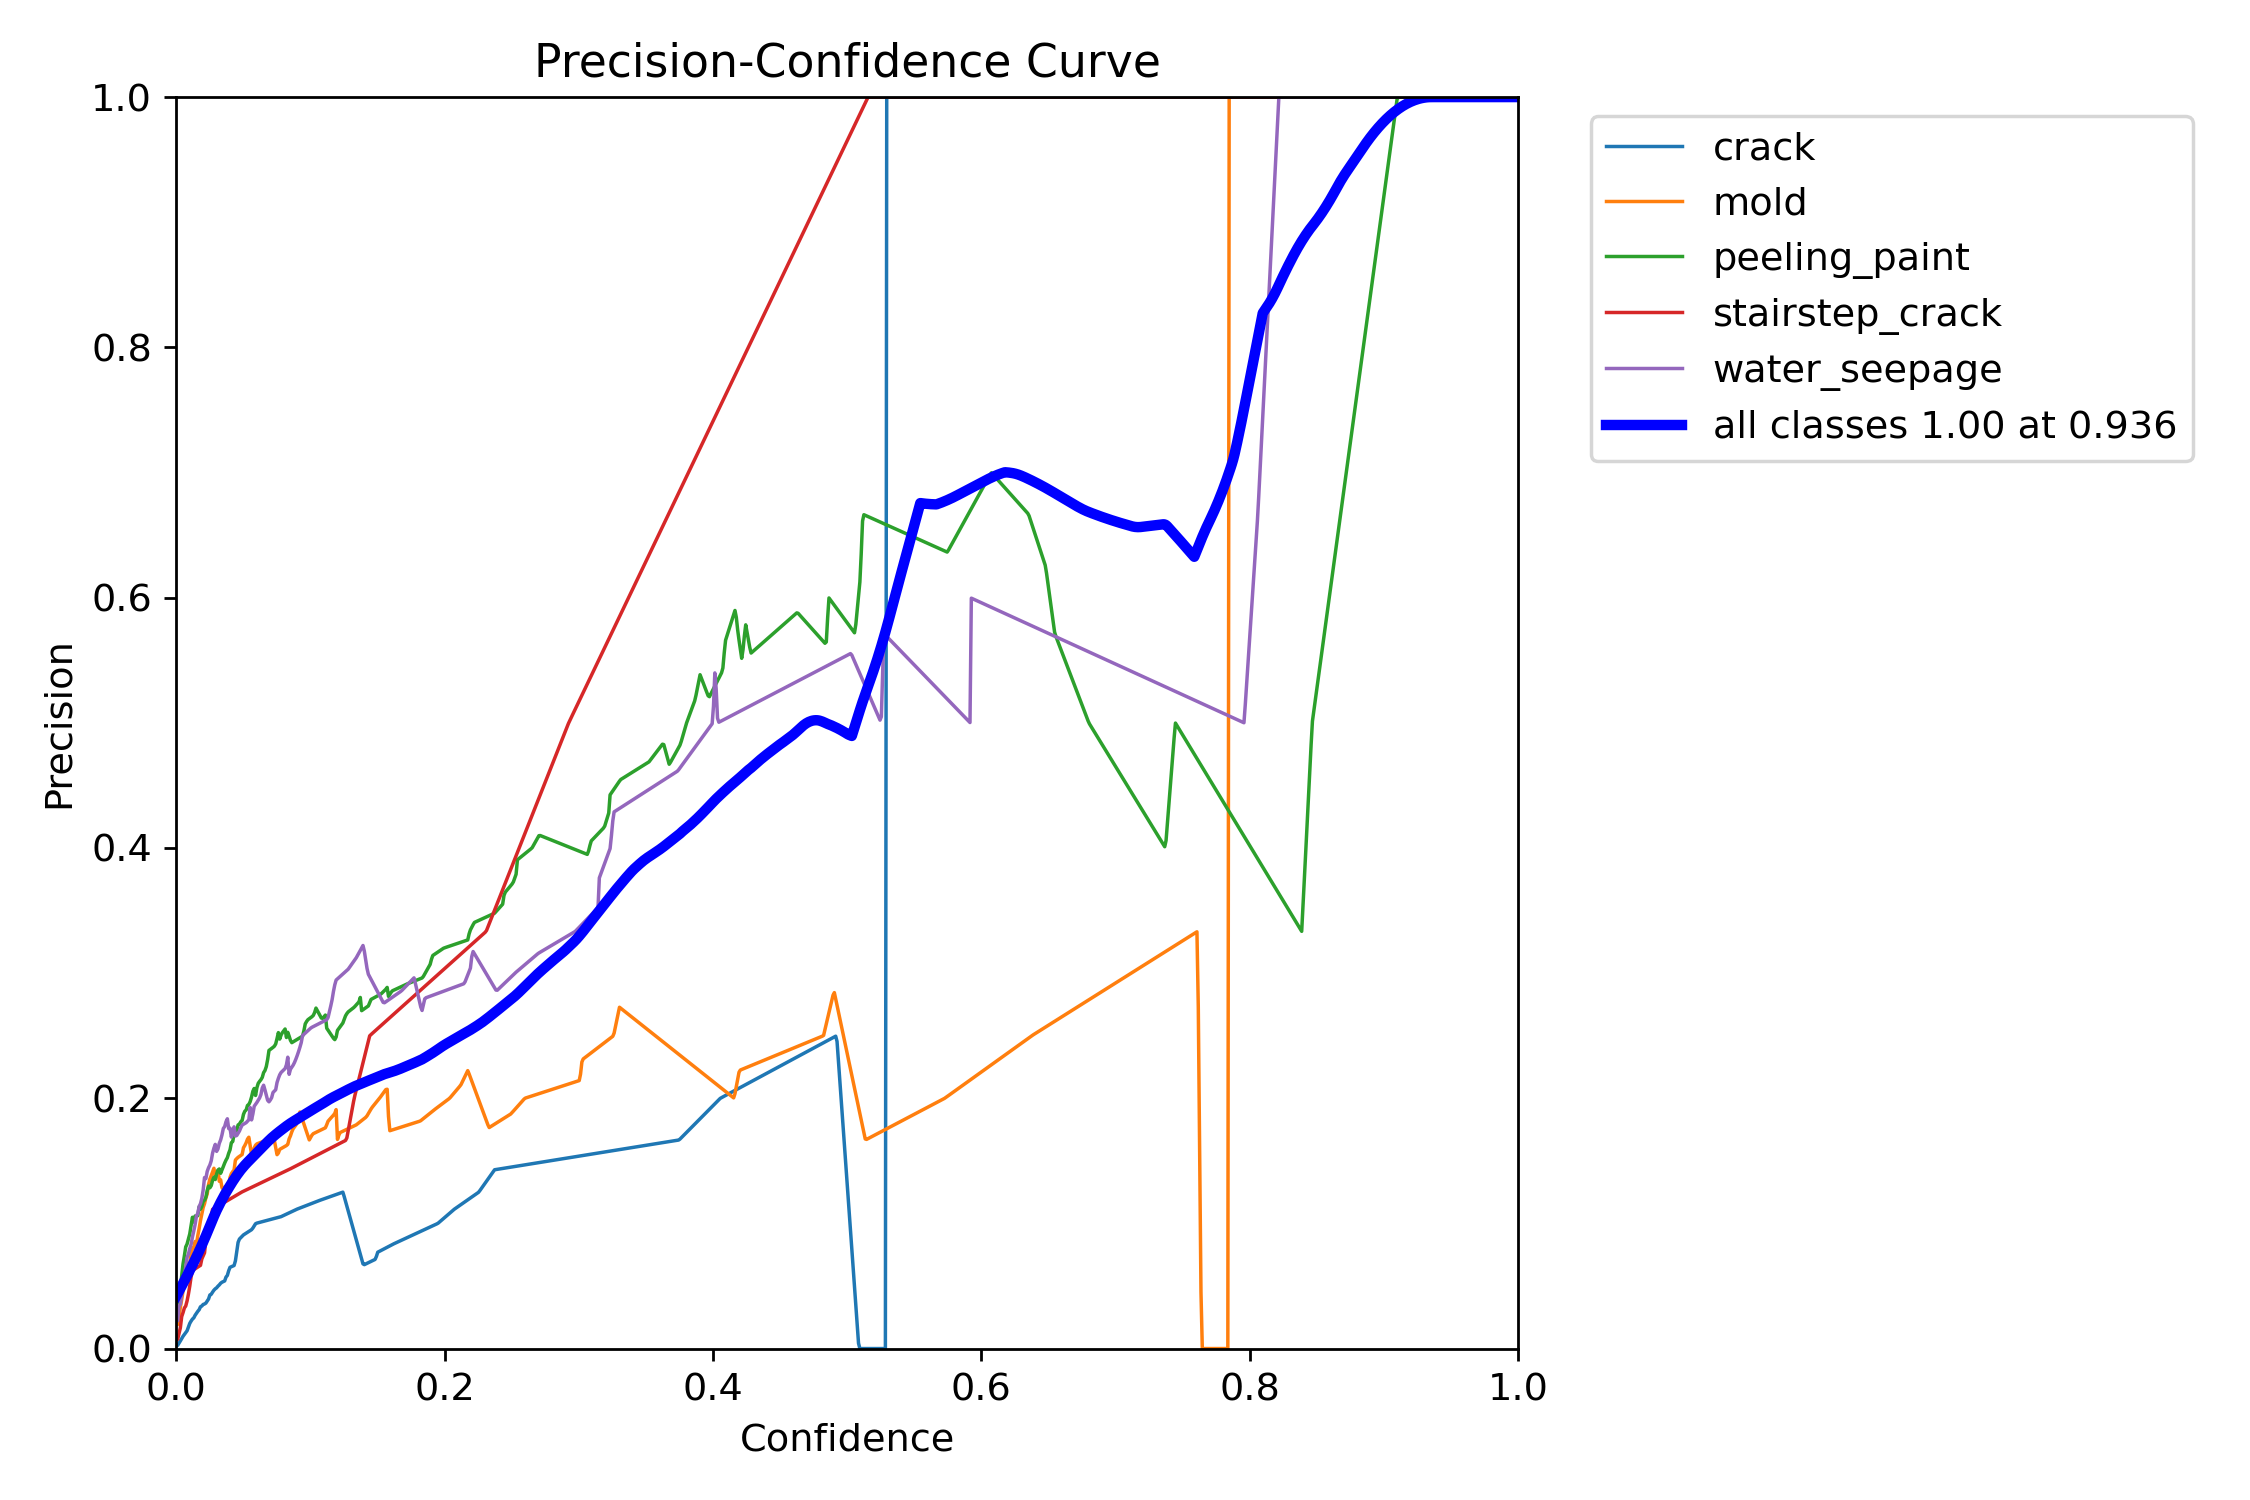 Precision-Confidence Curve
1.0
0.8
0.6
0.4
0.2
0.0
Precision
0.0 0.2 0.4 0.6 0.8 1.0
Confidence
crack
mold
peeling_paint
stairstep_crack
water_seepage
all classes 1.00 at 0.936